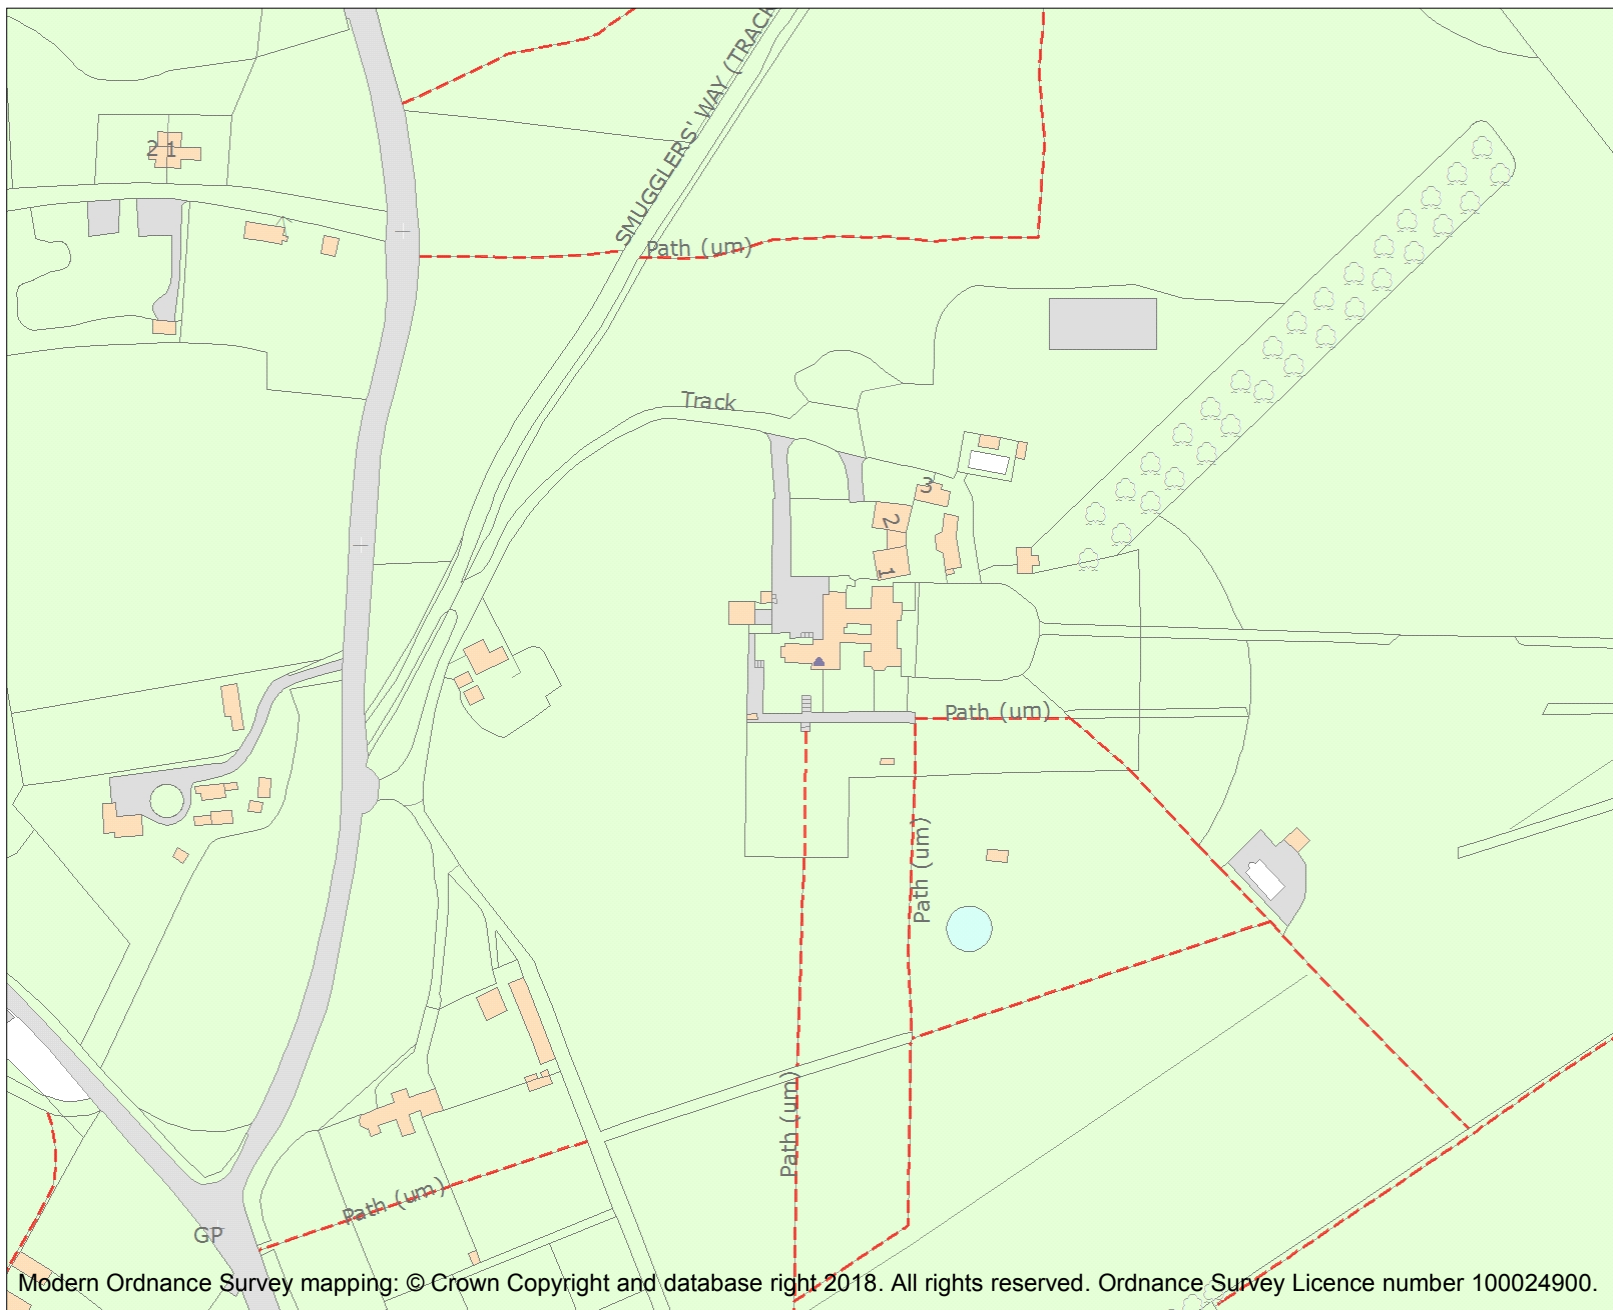 SMUGGLERS' WAY (TRACK
2 1
Path (um)
Track
3
2
1
Path (um)
Path (um)
Path (um)
Path (um)
GP
Modern Ordnance Survey mapping: © Crown Copyright and database right 2018. All rights reserved. Ordnance Survey Licence number 100024900.